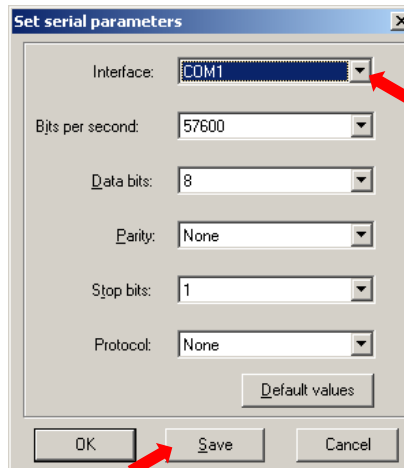 Set serial parameters
Interface: COM1
Bits per second: 57600
Data bits: 8
Parity: None
Stop bits: 1
Protocol: None
Default values
OK Save Cancel